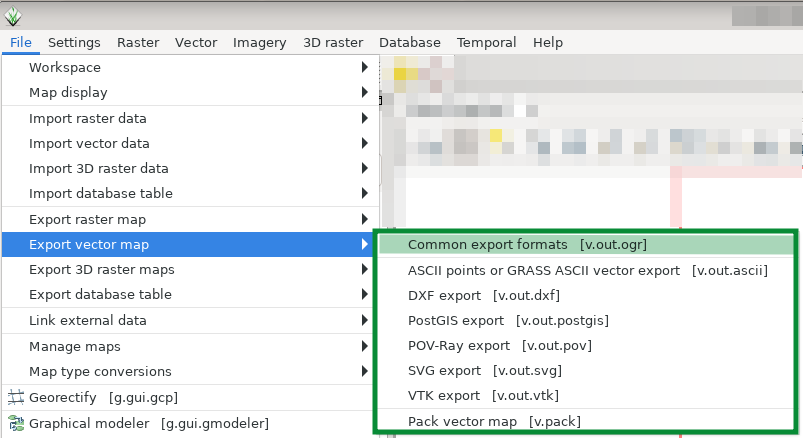 File Settings Raster Vector Imagery 3D raster Database Temporal Help
Workspace
Map display
Import raster data
Import vector data
Import 3D raster data
Import database table
Export raster map
Export vector map
Export 3D raster maps
Export database table
Link external data
Manage maps
Map type conversions
Georectify [g.gui.gcp]
Graphical modeler [g.gui.gmodeler]
Common export formats [v.out.ogr]
ASCII points or GRASS ASCII vector export [v.out.ascii]
DXF export [v.out.dxf]
PostGIS export [v.out.postgis]
POV-Ray export [v.out.pov]
SVG export [v.out.svg]
VTK export [v.out.vtk]
Pack vector map [v.pack]